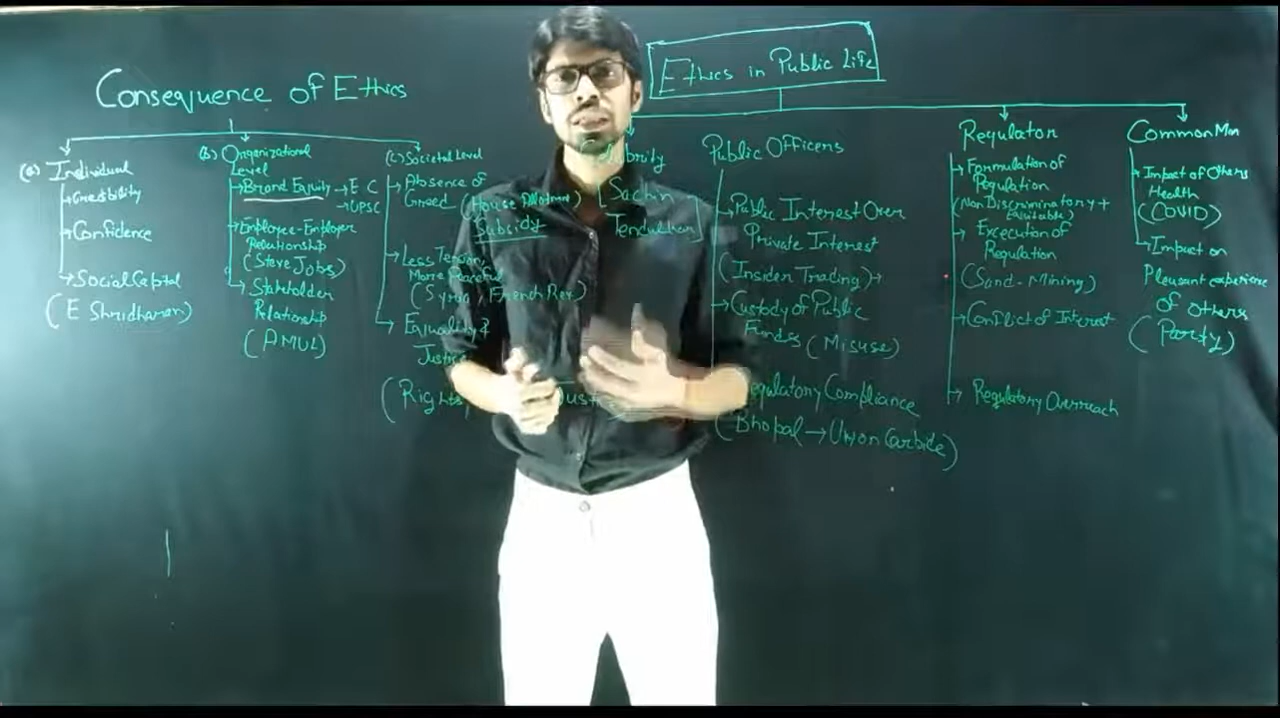 Consequence of Ethics
(a) Individual
Credibility
Confidence
Social Capital
(E Shridharan)
(b) Organizational
Level
Brand Equity → E C
→ UPSC
Employee-Employer
Relationship
(Steve Jobs)
Stakeholder
Relationship
(AMUL)
(c) Societal Level
Absence of
Greed
Subsidy
Less Tension,
More Peaceful
(Syria, French Rev)
Equality &
Justice
(Rights,
Ethics in Public Life
Sachin
Tendulkar
Public Officers
Public Interest Over
Private Interest
(Insider Trading)
Custody of Public
Funds (Misuse)
Regulatory Compliance
(Bhopal → Union Carbide)
Regulator
Formulation of
Regulation
(Non Discriminatory +
Equitable)
Execution of
Regulation
(Sand-Mining)
Conflict of Interest
Regulatory Overreach
Common Man
Impact of Others
Health
(COVID)
Impact on
Pleasant experience
of Others
(Party)